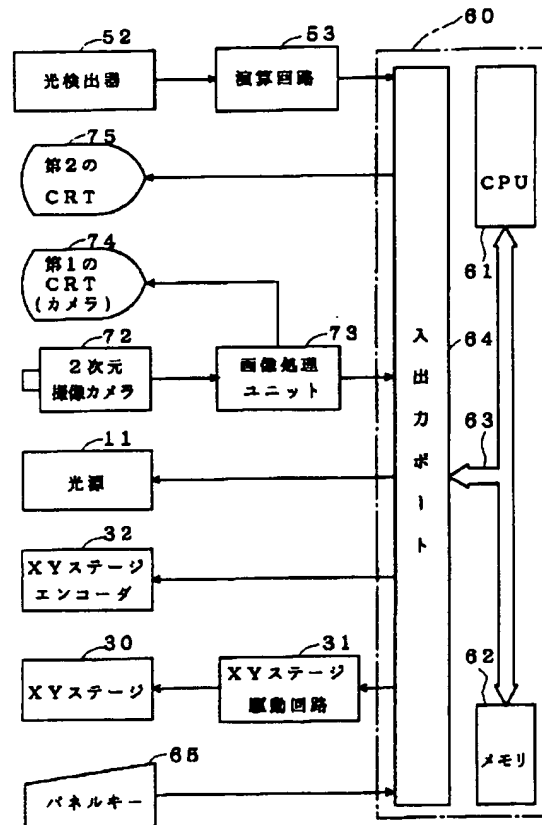 52
光検出器
53
演算回路
60
75
第2の
CRT
74
第1の
CRT
(カメラ)
72
2次元
撮像カメラ
73
画像処理
ユニット
11
光源
32
XYステージ
エンコーダ
30
XYステージ
31
XYステージ
駆動回路
65
パネルキー
入出力ポート
64
63
CPU
61
62
メモリ